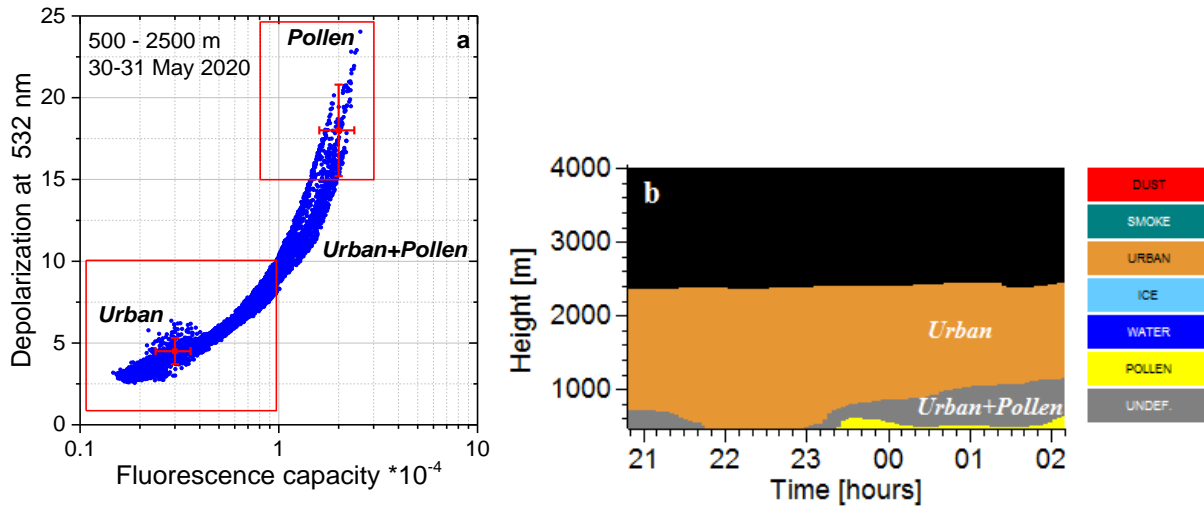 500 - 2500 m
30-31 May 2020
Pollen
a
Urban+Pollen
Urban
25
20
15
10
5
0
0.1
1
10
Depolarization at 532 nm
Fluorescence capacity *10-4
b
4000
3000
2000
1000
Height [m]
Urban
Urban+Pollen
21
22
23
00
01
02
Time [hours]
DUST
SMOKE
URBAN
ICE
WATER
POLLEN
UNDEF.